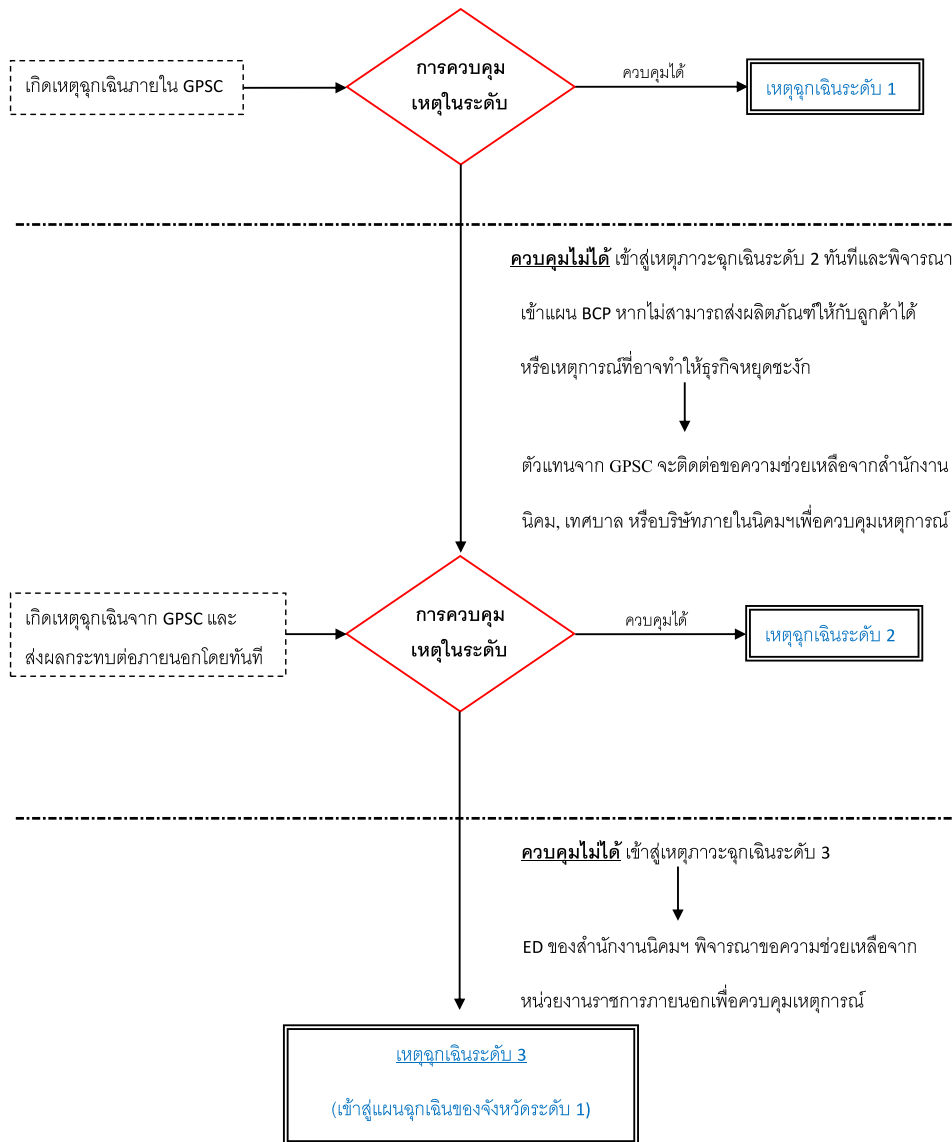 เกิดเหตุฉุกเฉินภายใน GPSC
การควบคุม
เหตุในระดับ
ควบคุมได้
เหตุฉุกเฉินระดับ 1
ควบคุมไม่ได้ เข้าสู่เหตุภาวะฉุกเฉินระดับ 2 ทันทีและพิจารณา
เข้าแผน BCP หากไม่สามารถส่งผลิตภัณฑ์ให้กับลูกค้าได้
หรือเหตุการณ์ที่อาจทำให้ธุรกิจหยุดชะงัก
ตัวแทนจาก GPSC จะติดต่อขอความช่วยเหลือจากสำนักงาน
นิคม, เทศบาล หรือบริษัทภายในนิคมฯเพื่อควบคุมเหตุการณ์
เกิดเหตุฉุกเฉินจาก GPSC และ
ส่งผลกระทบต่อภายนอกโดยทันที
การควบคุม
เหตุในระดับ
ควบคุมได้
เหตุฉุกเฉินระดับ 2
ควบคุมไม่ได้ เข้าสู่เหตุภาวะฉุกเฉินระดับ 3
ED ของสำนักงานนิคมฯ พิจารณาขอความช่วยเหลือจาก
หน่วยงานราชการภายนอกเพื่อควบคุมเหตุการณ์
เหตุฉุกเฉินระดับ 3
(เข้าสู่แผนฉุกเฉินของจังหวัดระดับ 1)